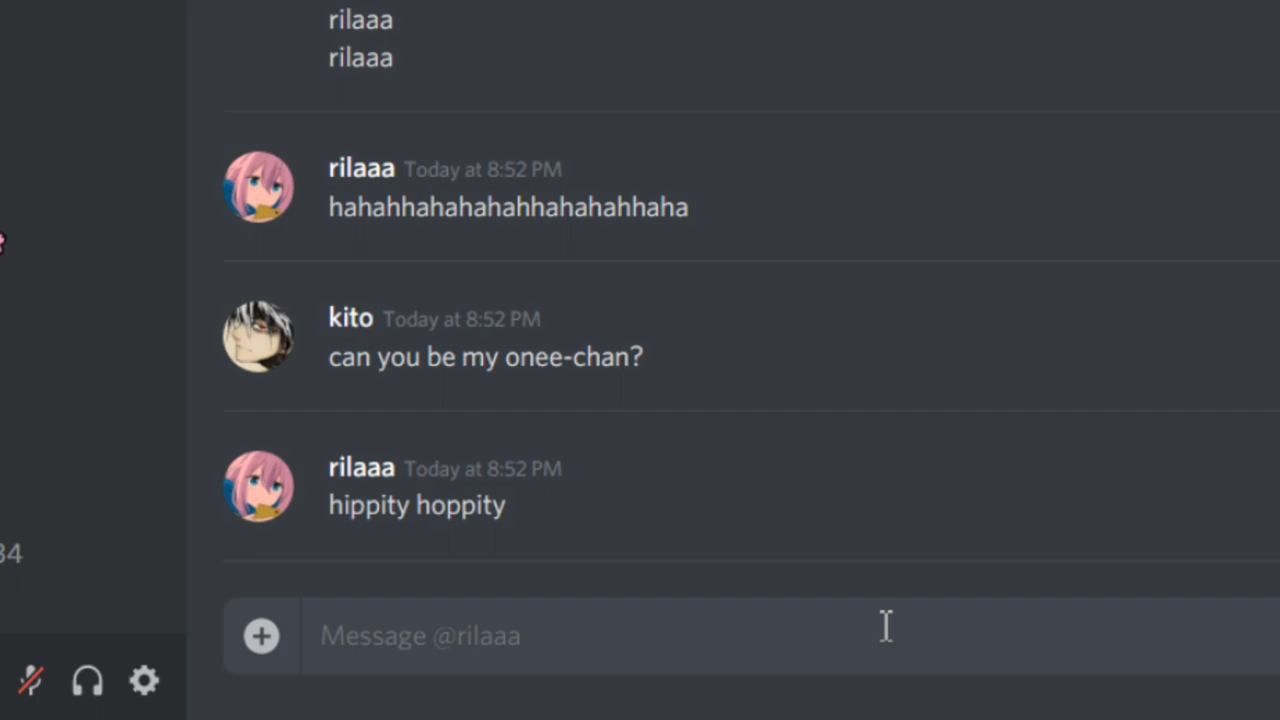 rilaaa
rilaaa
rilaaa Today at 8:52 PM
hahahhahahahahhahahahhaha
kito Today at 8:52 PM
can you be my onee-chan?
rilaaa Today at 8:52 PM
hippity hoppity
34
Message @rilaaa